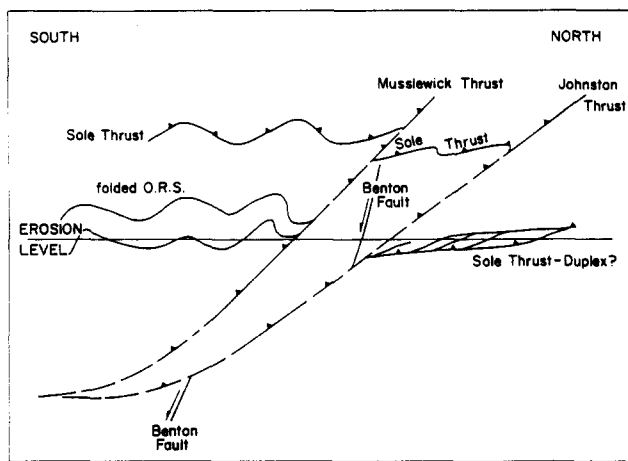 SOUTH
NORTH
Musslewick Thrust
Johnston
Thrust
Sole Thrust
Sole Thrust
folded O.R.S.
Benton
Fault
EROSION
LEVEL
Sole Thrust-Duplex?
Benton
Fault